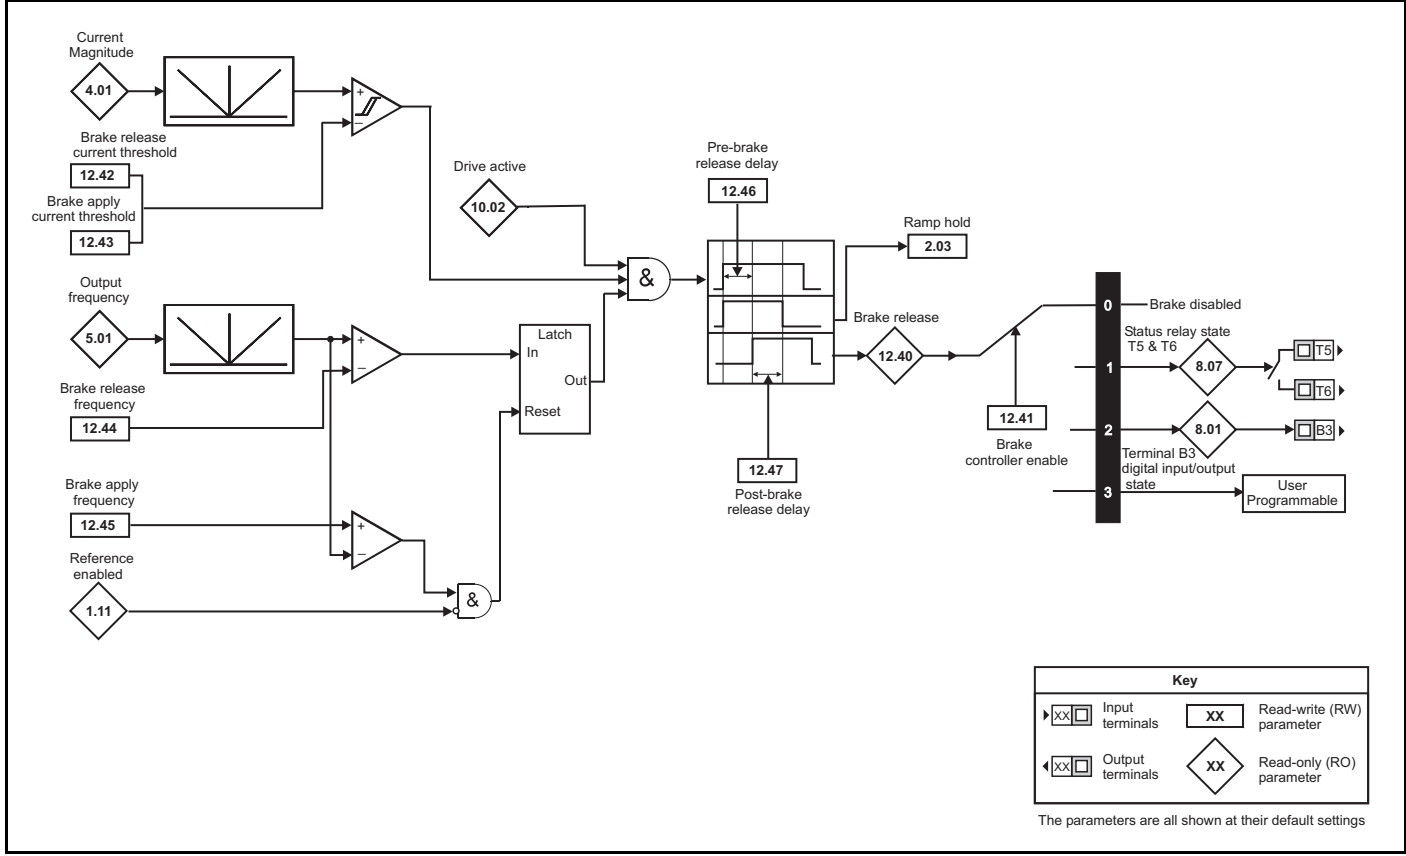 Current
Magnitude
4.01
+
–
Brake release
current threshold
12.42
Brake apply
current threshold
12.43
Drive active
10.02
&
Pre-brake
release delay
12.46
Ramp hold
2.03
Output
frequency
5.01
+
–
Brake release
frequency
12.44
Latch
In
Out
Reset
Brake release
12.40
12.47
Post-brake
release delay
12.41
Brake
controller enable
0
Brake disabled
Status relay state
T5 & T6
1
8.07
T5
T6
2
8.01
B3
Terminal B3
digital input/output
state
3
User
Programmable
Brake apply
frequency
12.45
+
–
Reference
enabled
1.11
&
Key
XX
Input
terminals
XX
Read-write (RW)
parameter
XX
Output
terminals
XX
Read-only (RO)
parameter
The parameters are all shown at their default settings